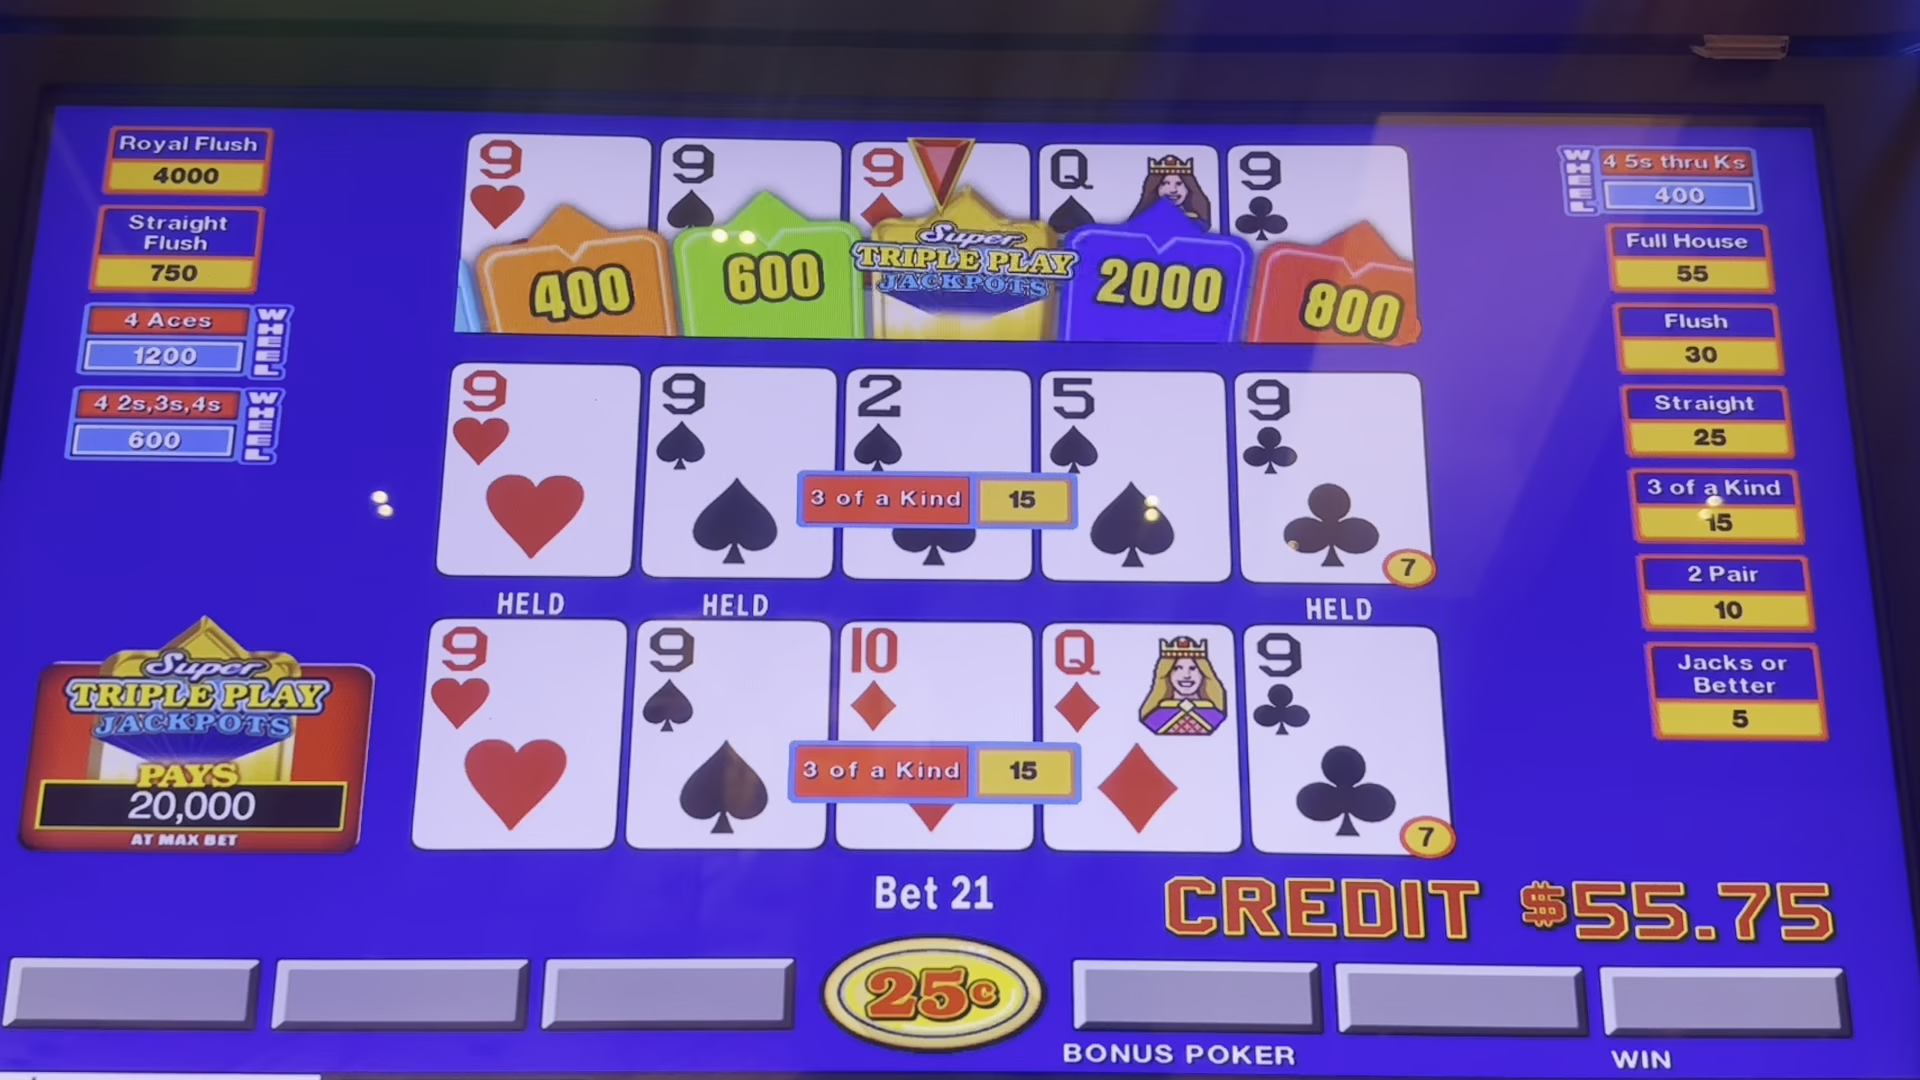 Royal Flush
4000
Straight
Flush
750
4 Aces
1200
WHEEL
4 2s,3s,4s
600
WHEEL
9
9
9
Q
9
400
600
Super
TRIPLE PLAY
JACKPOTS
2000
800
WHEEL
4 5s thru Ks
400
Full House
55
Flush
30
Straight
25
3 of a Kind
15
2 Pair
10
Jacks or
Better
5
9
9
2
5
9
3 of a Kind 15
7
HELD
HELD
HELD
9
9
10
Q
9
3 of a Kind 15
7
Super
TRIPLE PLAY
JACKPOTS
PAYS
20,000
AT MAX BET
Bet 21
CREDIT $55.75
25¢
BONUS POKER
WIN